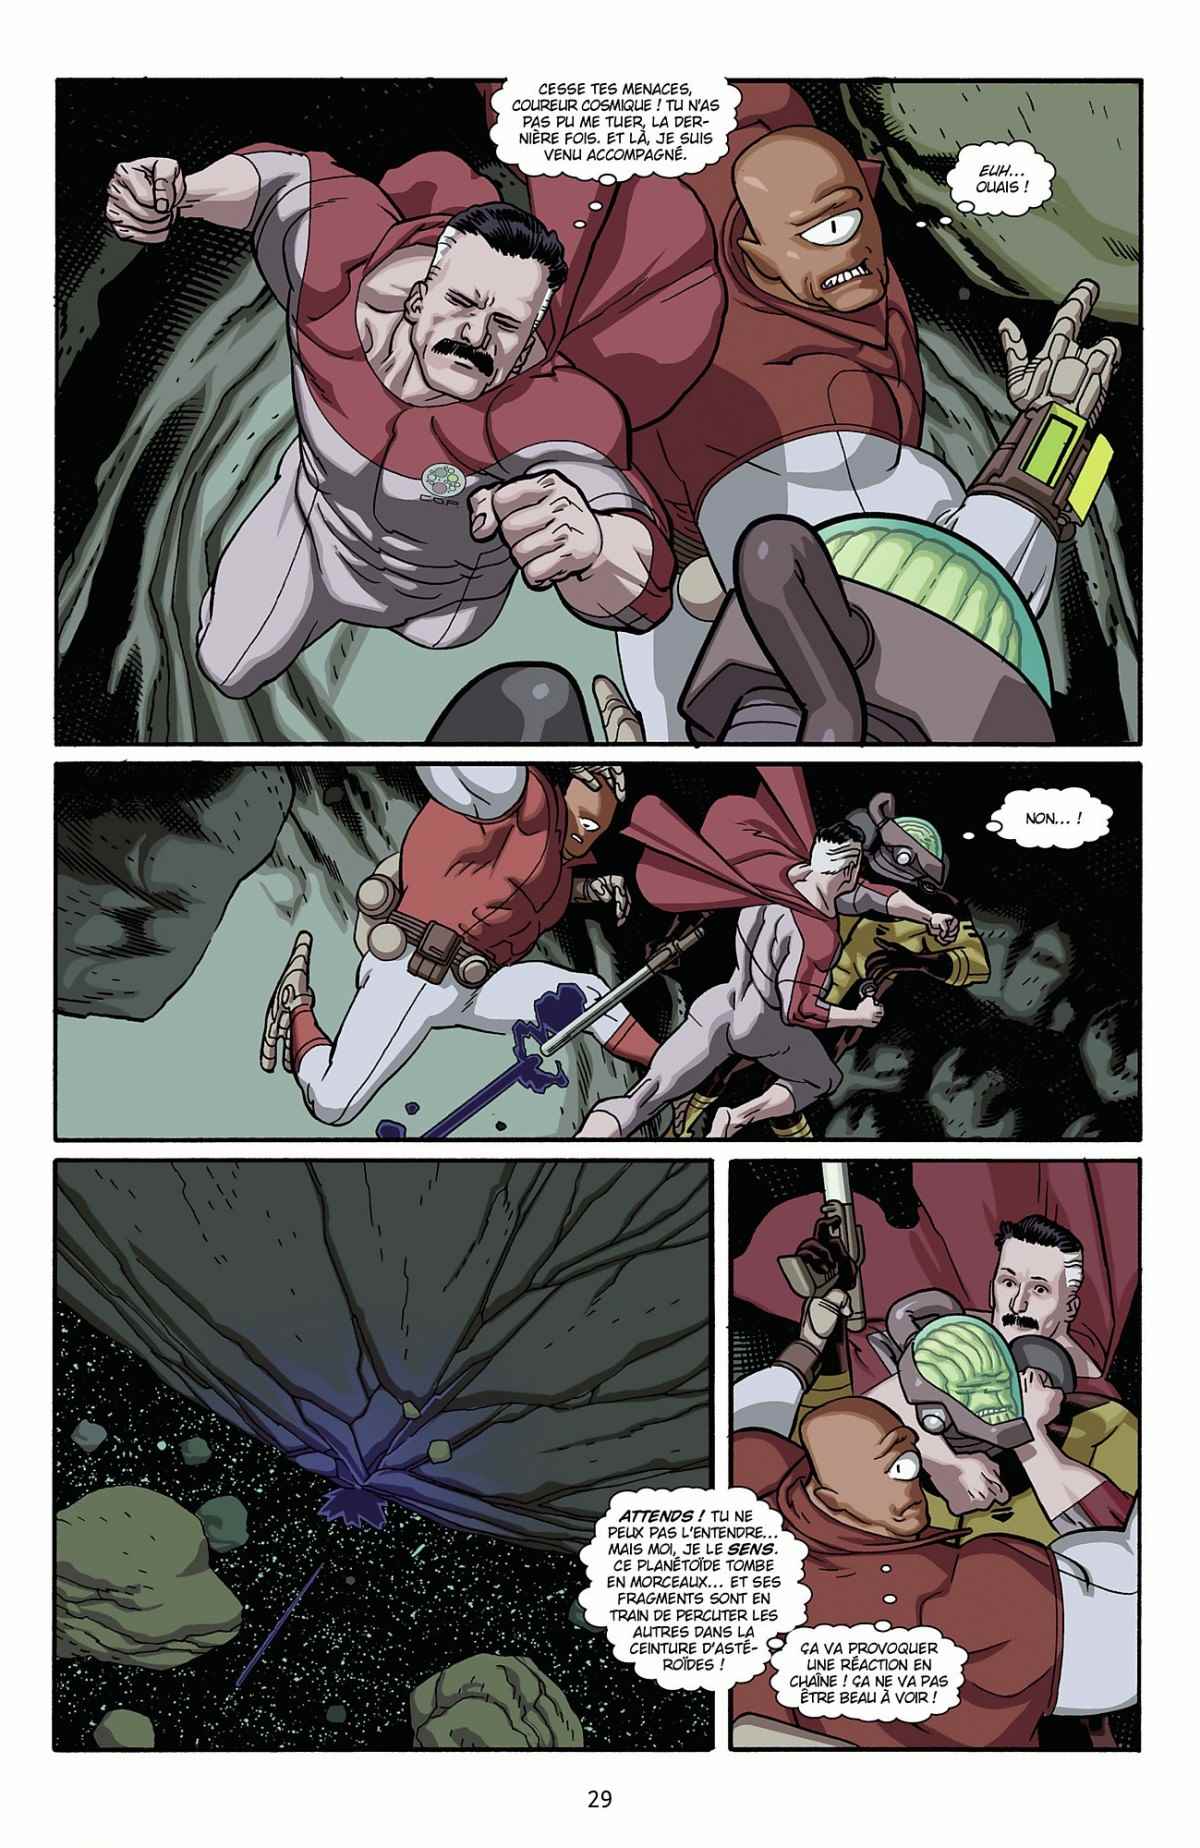 CESSE TES MENACES,
COUREUR COSMIQUE ! TU N'AS
PAS PU ME TUER, LA DER-
NIÈRE FOIS. ET LÀ, JE SUIS
VENU ACCOMPAGNÉ.
EUH...
OUAIS !
NON... !
ATTENDS ! TU NE
PEUX PAS L'ENTENDRE...
MAIS MOI, JE LE SENS.
CE PLANÉTOÏDE TOMBE
EN MORCEAUX... ET SES
FRAGMENTS SONT EN
TRAIN DE PERCUTER LES
AUTRES DANS LA
CEINTURE D'ASTÉ-
ROÏDES !
ÇA VA PROVOQUER
UNE RÉACTION EN
CHAÎNE ! ÇA NE VA PAS
ÊTRE BEAU À VOIR !
29